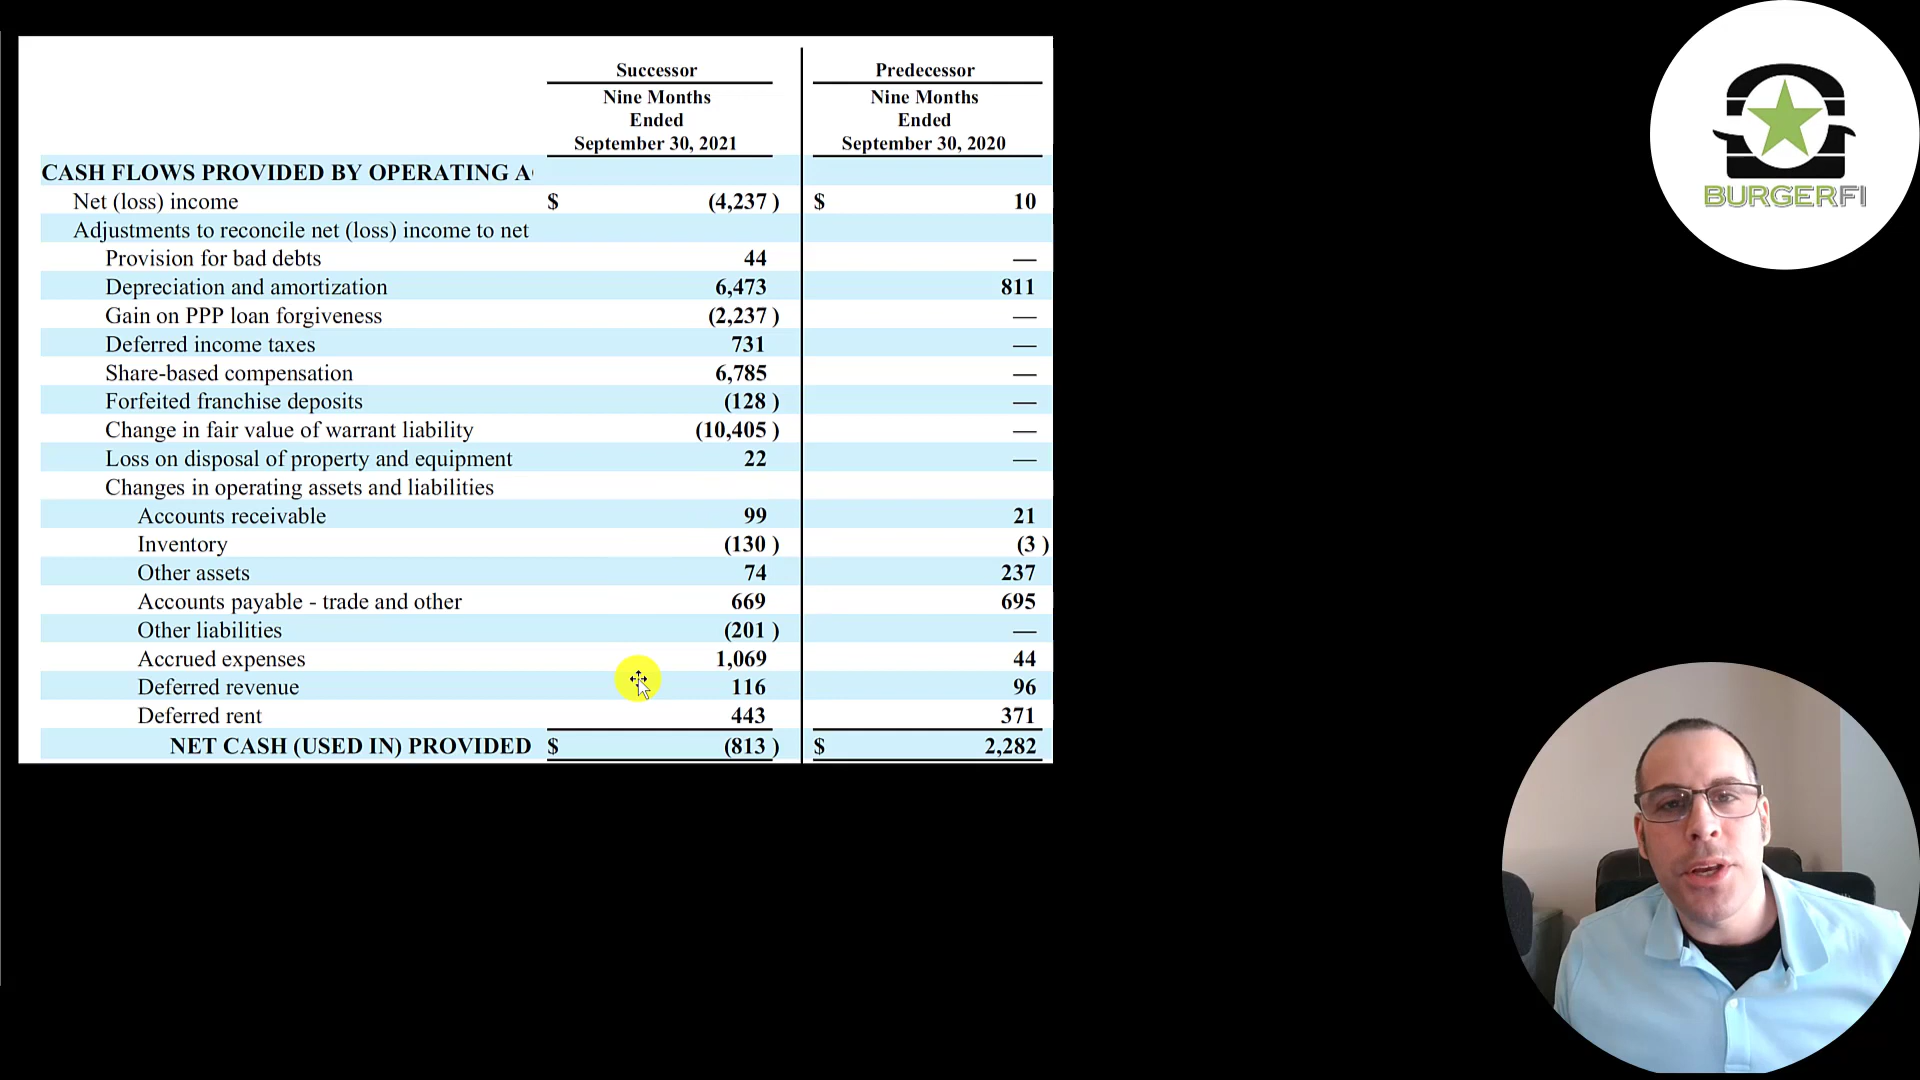 Successor Predecessor
Nine Months Nine Months
Ended Ended
September 30, 2021 September 30, 2020
CASH FLOWS PROVIDED BY OPERATING A
Net (loss) income $ (4,237 ) $ 10
Adjustments to reconcile net (loss) income to net
Provision for bad debts 44 —
Depreciation and amortization 6,473 811
Gain on PPP loan forgiveness (2,237 ) —
Deferred income taxes 731 —
Share-based compensation 6,785 —
Forfeited franchise deposits (128 ) —
Change in fair value of warrant liability (10,405 ) —
Loss on disposal of property and equipment 22 —
Changes in operating assets and liabilities
Accounts receivable 99 21
Inventory (130 ) (3 )
Other assets 74 237
Accounts payable - trade and other 669 695
Other liabilities (201 ) —
Accrued expenses 1,069 44
Deferred revenue 116 96
Deferred rent 443 371
NET CASH (USED IN) PROVIDED $ (813 ) $ 2,282
BURGERFI